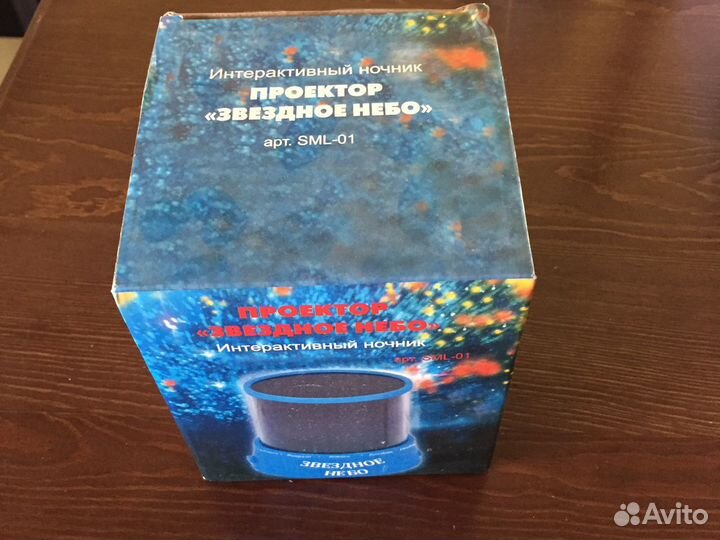 Интерактивный ночник
ПРОЕКТОР
«ЗВЕЗДНОЕ НЕБО»
арт. SML-01
ПРОЕКТОР
«ЗВЕЗДНОЕ НЕБО»
Интерактивный ночник
арт. SML-01
ЗВЕЗДНОЕ
НЕБО
Avito